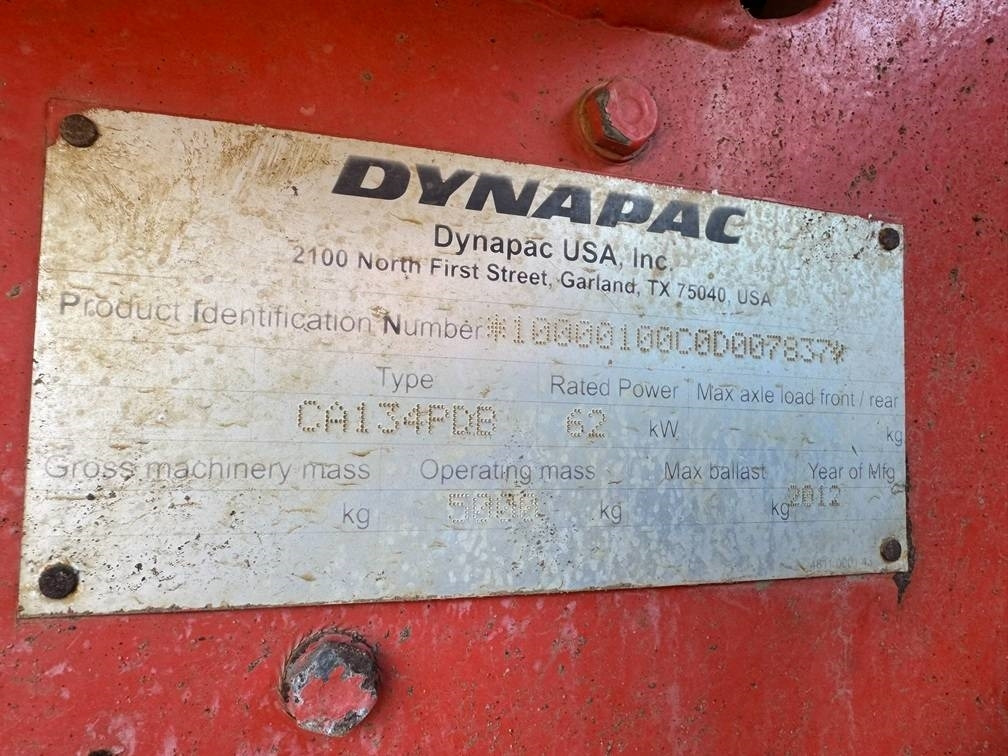 DYNAPAC
Dynapac USA, Inc.
2100 North First Street, Garland, TX 75040, USA
Product Identification Number *10000100C0D007837*
Type Rated Power Max axle load front / rear
CA134PDB 62 kW kg
Gross machinery mass Operating mass Max ballast Year of Mfg
kg 5000 kg kg 2012